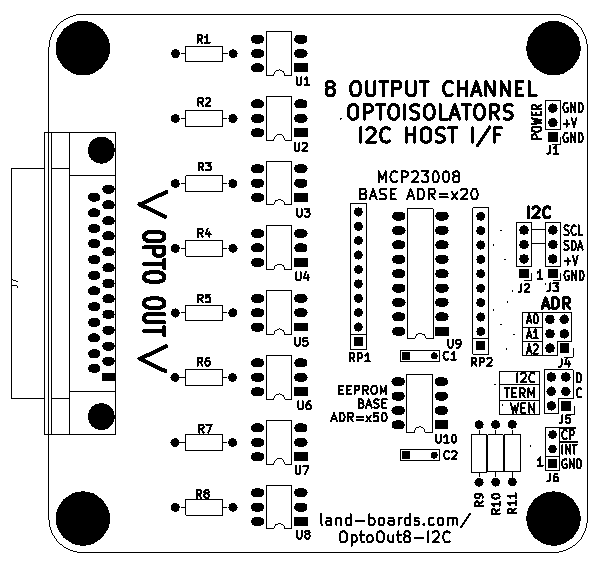 R1
U1
R2
U2
R3
U3
R4
U4
R5
U5
R6
U6
R7
U7
R8
U8
8 OUTPUT CHANNEL
OPTOISOLATORS
I2C HOST I/F
POWER
GND
+V
GND
J1
MCP23008
BASE ADR=x20
I2C
SCL
SDA
+V
1 GND
J2 J3
J7
OPTO OUT
RP1
U9
C1
RP2
ADR
A0
A1
A2
J4
I2C D
TERM C
WEN
J5
EEPROM
BASE
ADR=x50
U10
C2
CP
INT
1 GND
J6
R9
R10
R11
land-boards.com/
OptoOut8-I2C